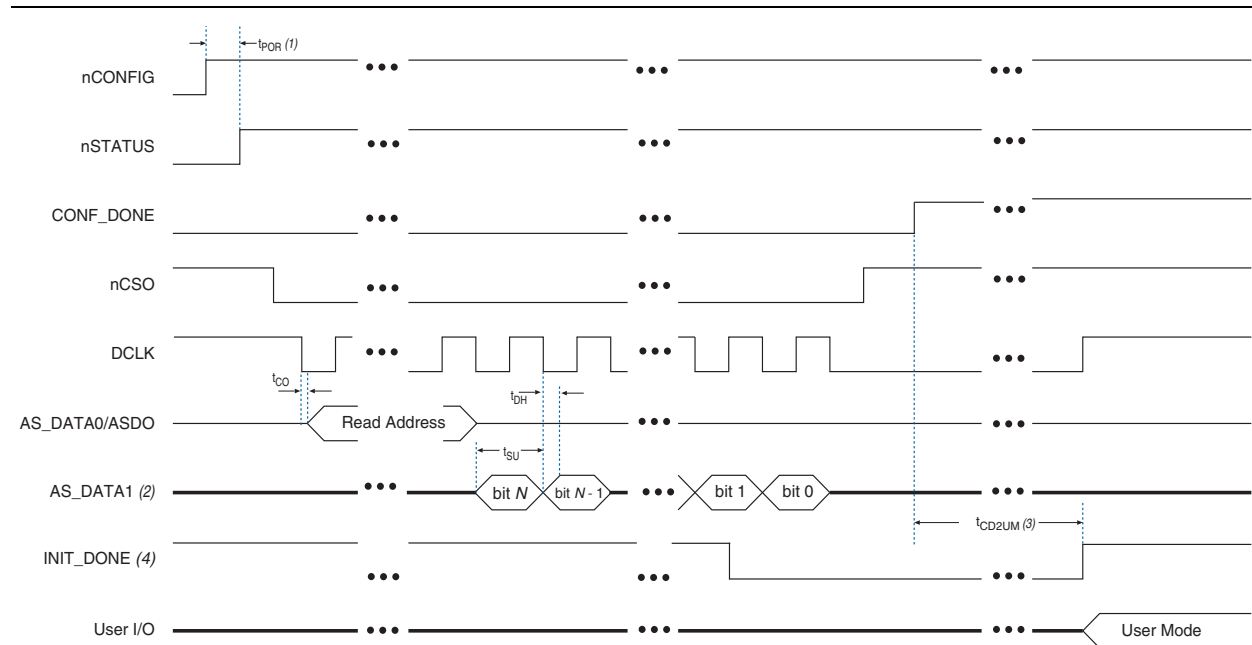 tPOR (1)
nCONFIG
nSTATUS
CONF_DONE
nCSO
DCLK
tCO
tDH
AS_DATA0/ASDO
Read Address
tSU
AS_DATA1 (2)
bit N
bit N - 1
bit 1
bit 0
tCD2UM (3)
INIT_DONE (4)
User I/O
User Mode